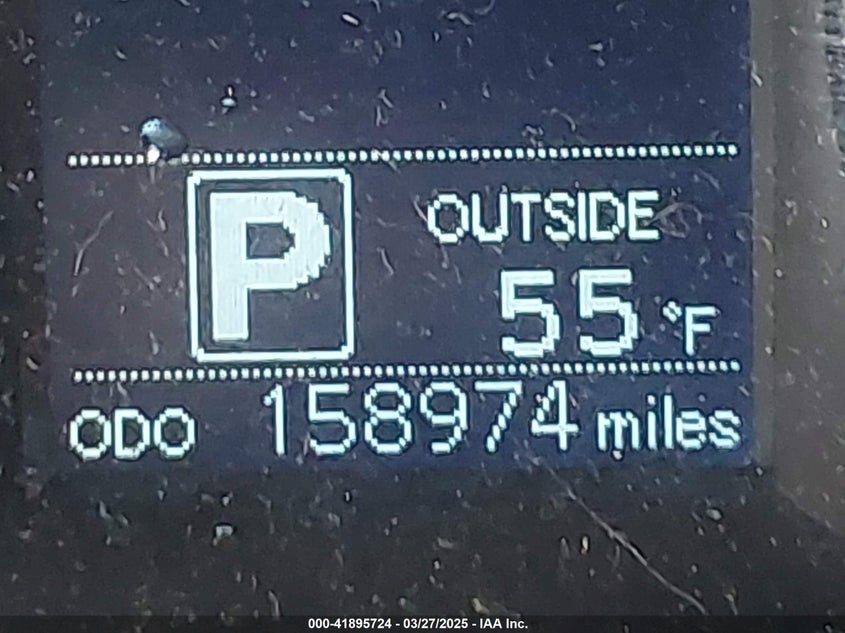 P
OUTSIDE
55 °F
ODO 158974 miles
000-41895724 - 03/27/2025 - IAA Inc.